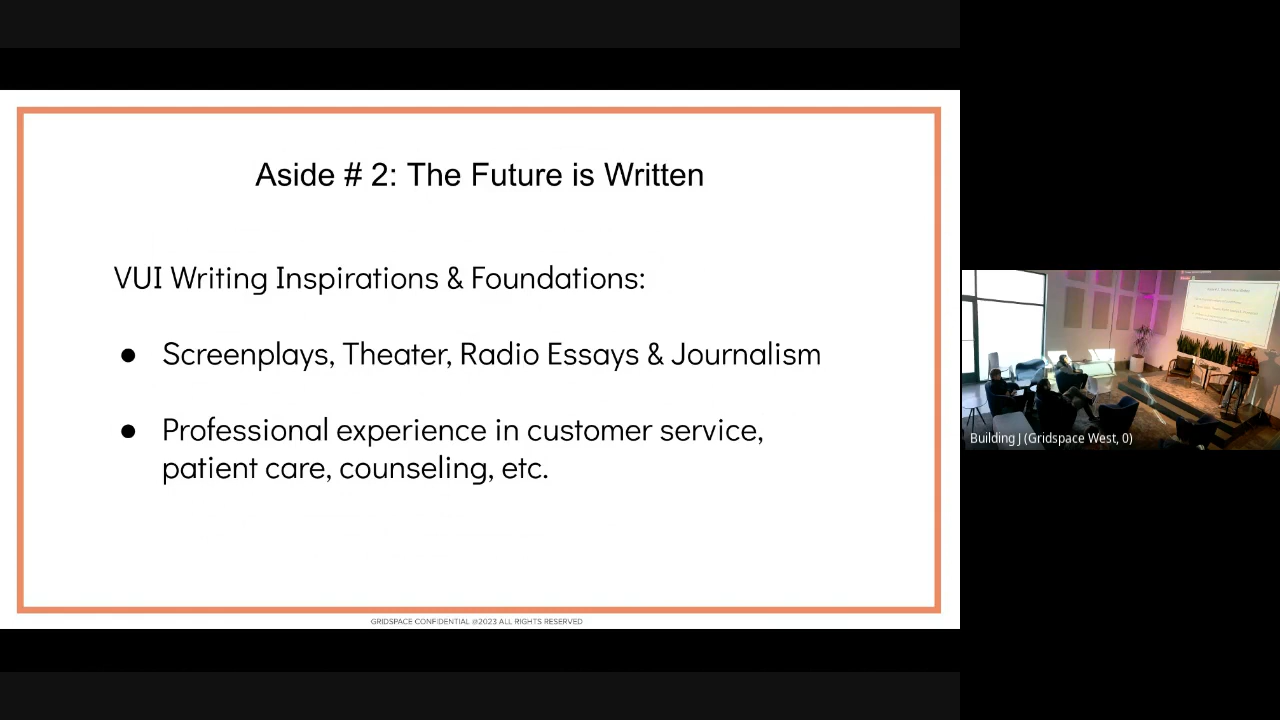 Aside # 2: The Future is Written
VUI Writing Inspirations & Foundations:
● Screenplays, Theater, Radio Essays & Journalism
● Professional experience in customer service,
patient care, counseling, etc.
GRIDSPACE CONFIDENTIAL @2023 ALL RIGHTS RESERVED
Building J (Gridspace West, 0)